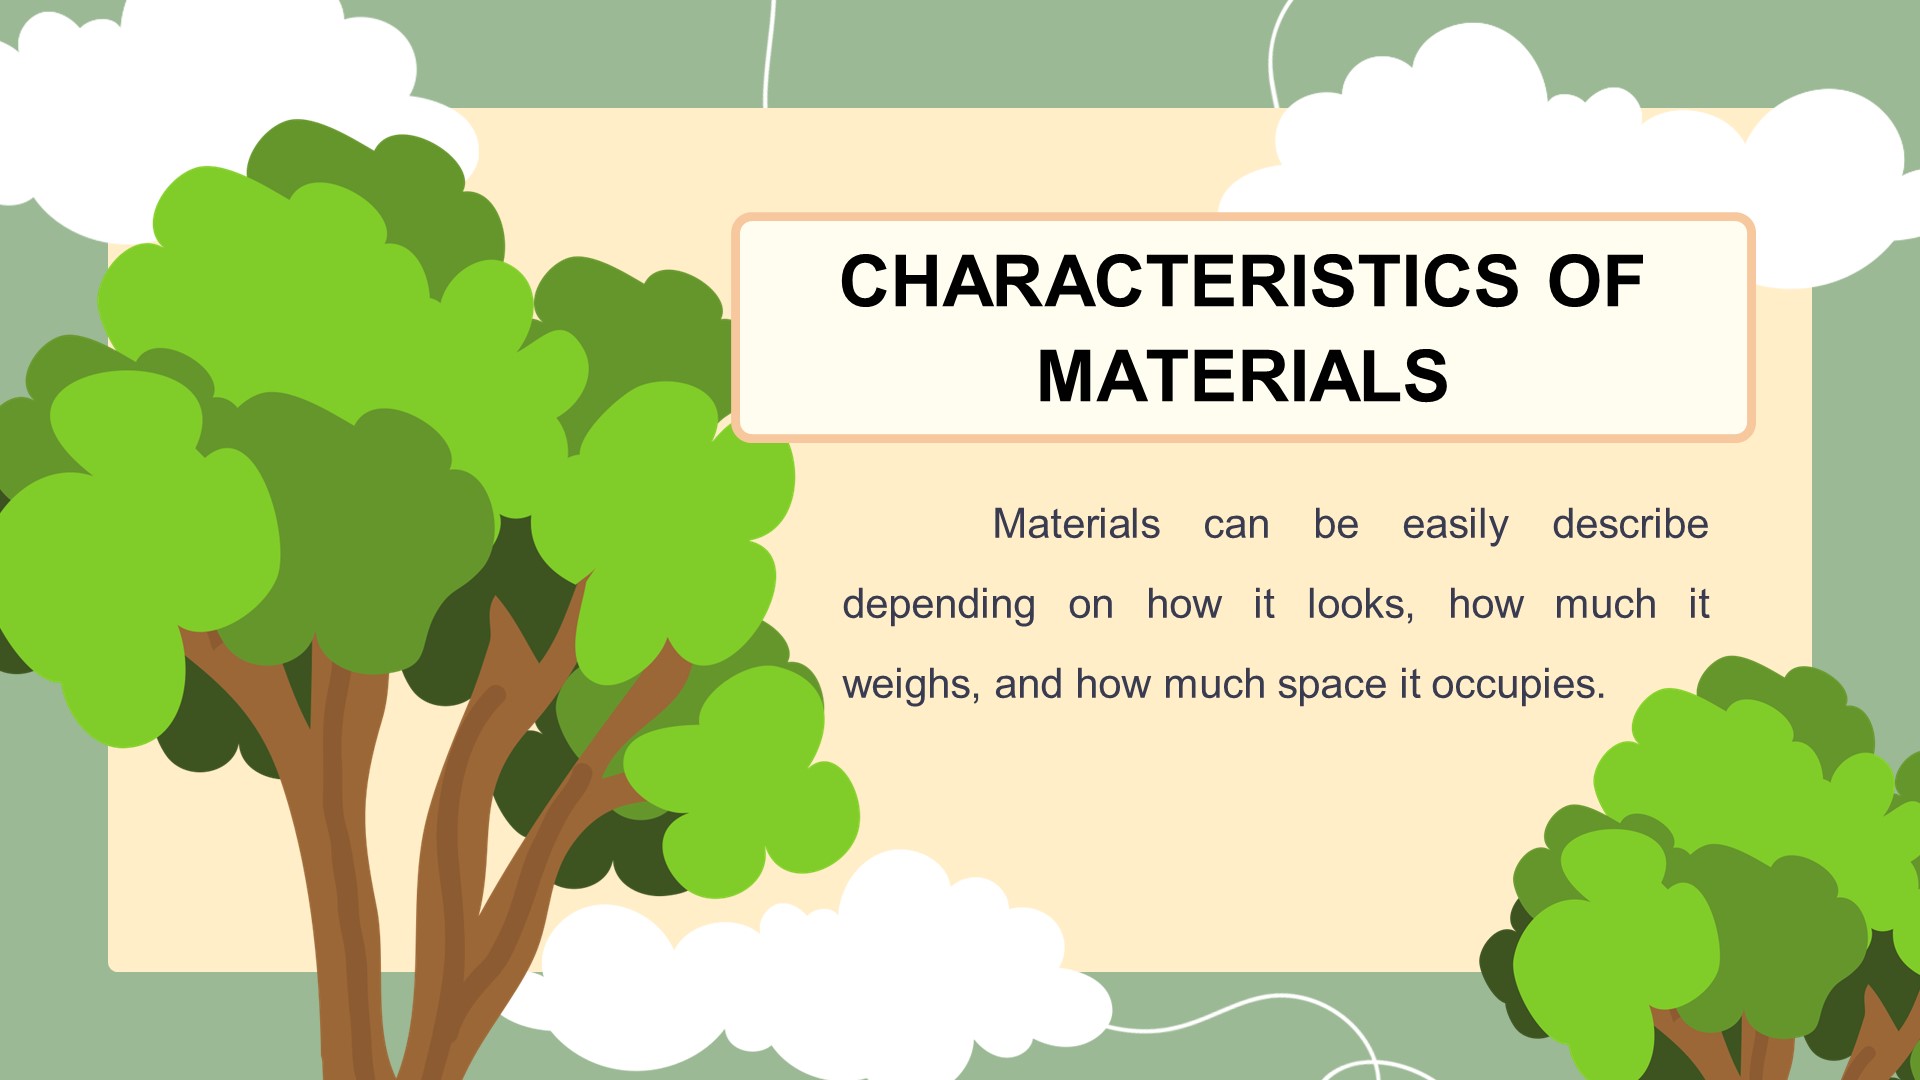 CHARACTERISTICS OF
MATERIALS
Materials can be easily describe
depending on how it looks, how much it
weighs, and how much space it occupies.